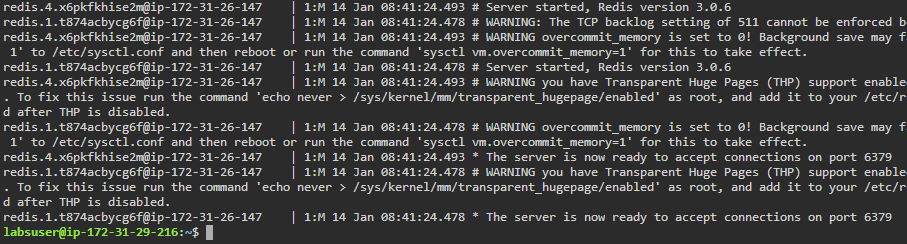 redis.4.x6pkfkhise2m@ip-172-31-26-147    | 1:M 14 Jan 08:41:24.493 # Server started, Redis version 3.0.6
redis.1.t874acbycg6f@ip-172-31-26-147    | 1:M 14 Jan 08:41:24.478 # WARNING: The TCP backlog setting of 511 cannot be enforced be
redis.4.x6pkfkhise2m@ip-172-31-26-147    | 1:M 14 Jan 08:41:24.493 # WARNING overcommit_memory is set to 0! Background save may f
1' to /etc/sysctl.conf and then reboot or run the command 'sysctl vm.overcommit_memory=1' for this to take effect.
redis.1.t874acbycg6f@ip-172-31-26-147    | 1:M 14 Jan 08:41:24.478 # Server started, Redis version 3.0.6
redis.4.x6pkfkhise2m@ip-172-31-26-147    | 1:M 14 Jan 08:41:24.493 # WARNING you have Transparent Huge Pages (THP) support enable
. To fix this issue run the command 'echo never > /sys/kernel/mm/transparent_hugepage/enabled' as root, and add it to your /etc/r
d after THP is disabled.
redis.1.t874acbycg6f@ip-172-31-26-147    | 1:M 14 Jan 08:41:24.478 # WARNING overcommit_memory is set to 0! Background save may f
1' to /etc/sysctl.conf and then reboot or run the command 'sysctl vm.overcommit_memory=1' for this to take effect.
redis.4.x6pkfkhise2m@ip-172-31-26-147    | 1:M 14 Jan 08:41:24.493 * The server is now ready to accept connections on port 6379
redis.1.t874acbycg6f@ip-172-31-26-147    | 1:M 14 Jan 08:41:24.478 # WARNING you have Transparent Huge Pages (THP) support enable
. To fix this issue run the command 'echo never > /sys/kernel/mm/transparent_hugepage/enabled' as root, and add it to your /etc/r
d after THP is disabled.
redis.1.t874acbycg6f@ip-172-31-26-147    | 1:M 14 Jan 08:41:24.478 * The server is now ready to accept connections on port 6379
labsuser@ip-172-31-29-216:~$